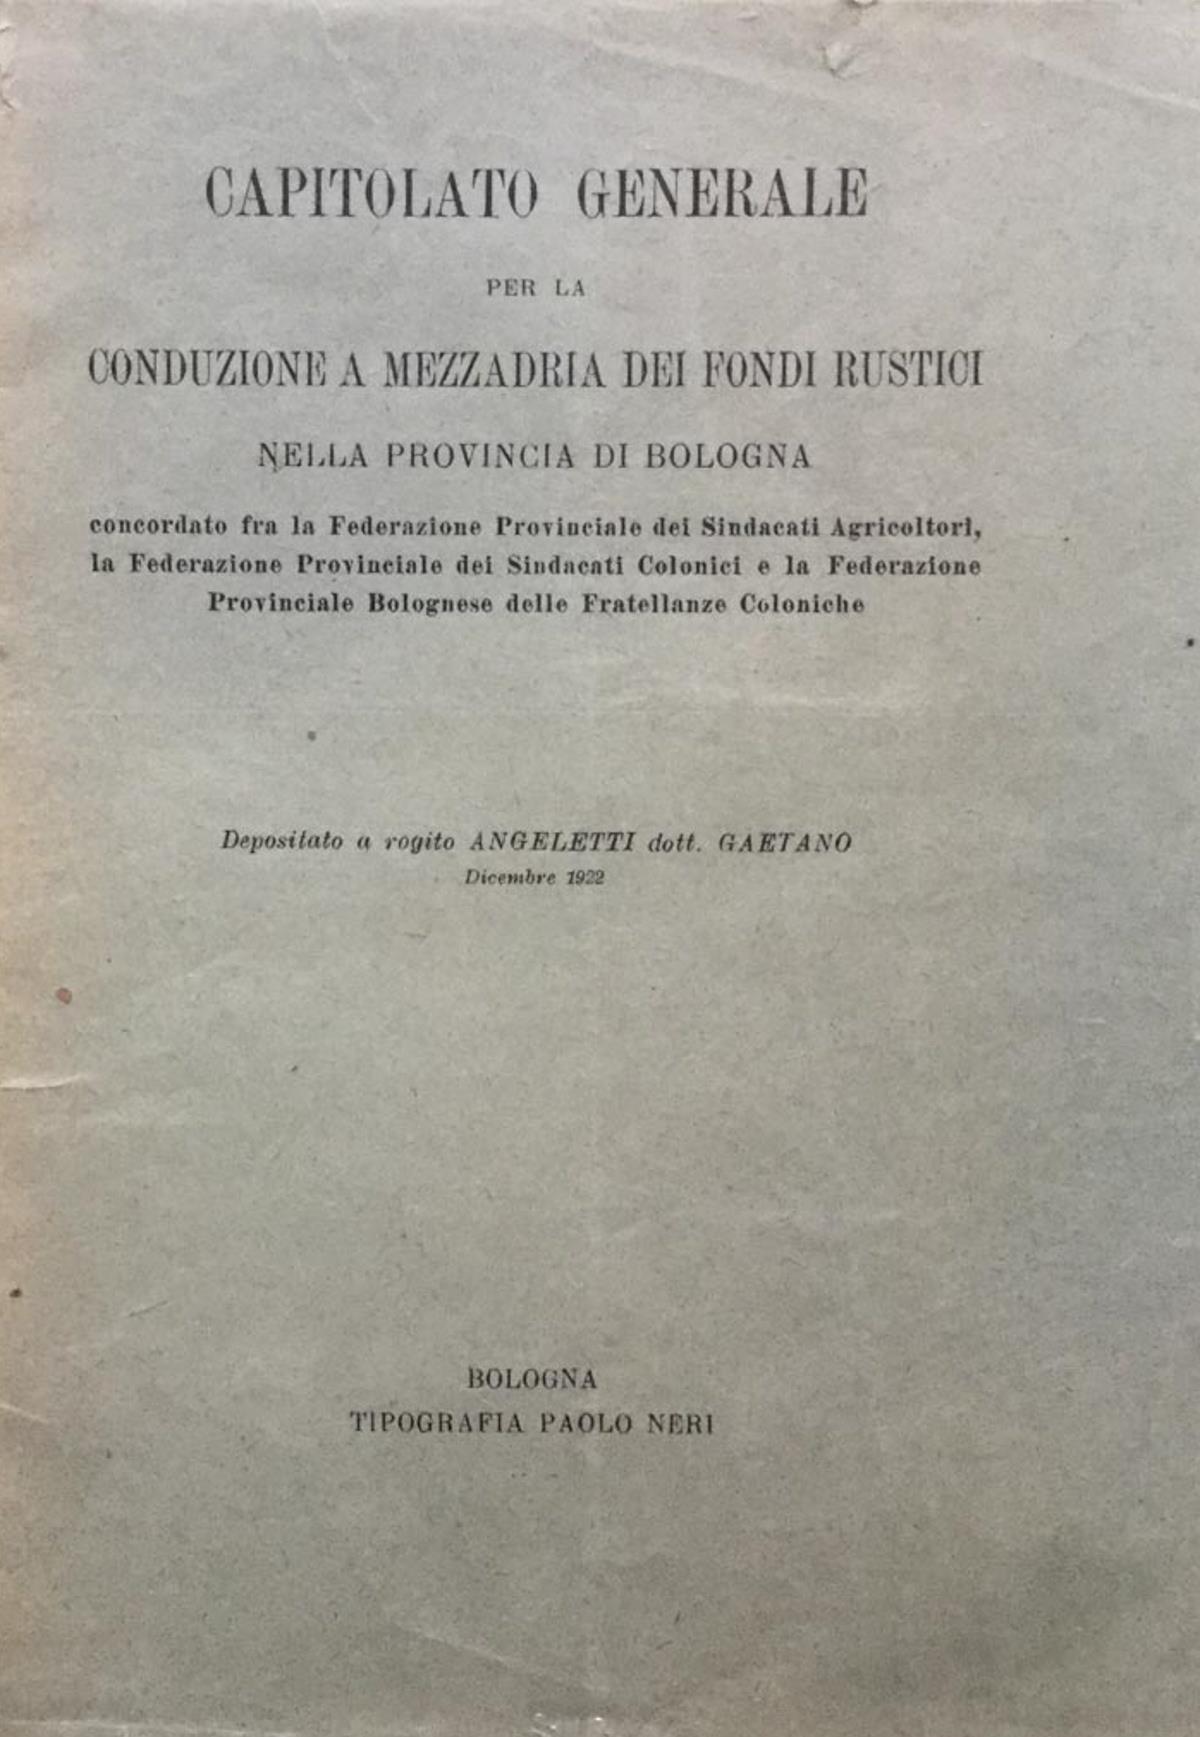 CAPITOLATO GENERALE
PER LA
CONDUZIONE A MEZZADRIA DEI FONDI RUSTICI
NELLA PROVINCIA DI BOLOGNA
concordato fra la Federazione Provinciale dei Sindacati Agricoltori,
la Federazione Provinciale dei Sindacati Colonici e la Federazione
Provinciale Bolognese delle Fratellanze Coloniche
Depositato a rogito ANGELETTI dott. GAETANO
Dicembre 1922
BOLOGNA
TIPOGRAFIA PAOLO NERI